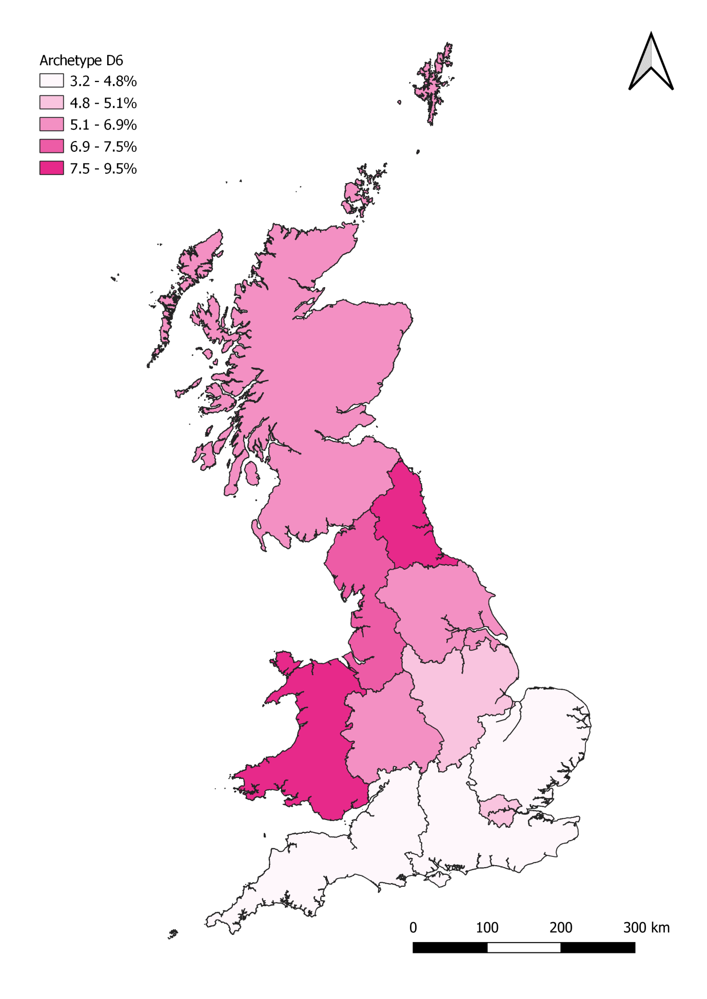 Archetype D6
3.2 - 4.8%
4.8 - 5.1%
5.1 - 6.9%
6.9 - 7.5%
7.5 - 9.5%
0 100 200 300 km